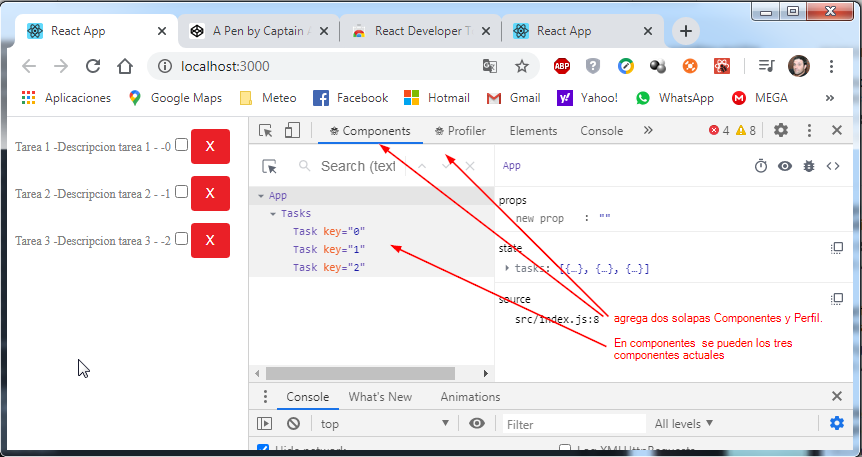 React App
A Pen by Captain A
React Developer T
React App
localhost:3000
ABP
Aplicaciones
Google Maps
Meteo
Facebook
Hotmail
Gmail
Yahoo!
WhatsApp
MEGA
»
Tarea 1 -Descripcion tarea 1 - -0 X
Tarea 2 -Descripcion tarea 2 - -1 X
Tarea 3 -Descripcion tarea 3 - -2 X
Components
Profiler
Elements
Console
»
4
8
Search (text
App
App
Tasks
Task key="0"
Task key="1"
Task key="2"
props
new prop : ""
state
tasks: [{…}, {…}, {…}]
source
src/index.js:8
agrega dos solapas Componentes y Perfil.
En componentes se pueden los tres
componentes actuales
Console
What's New
Animations
top
Filter
All levels ▼
Hide network
Log XMLHttpRequests